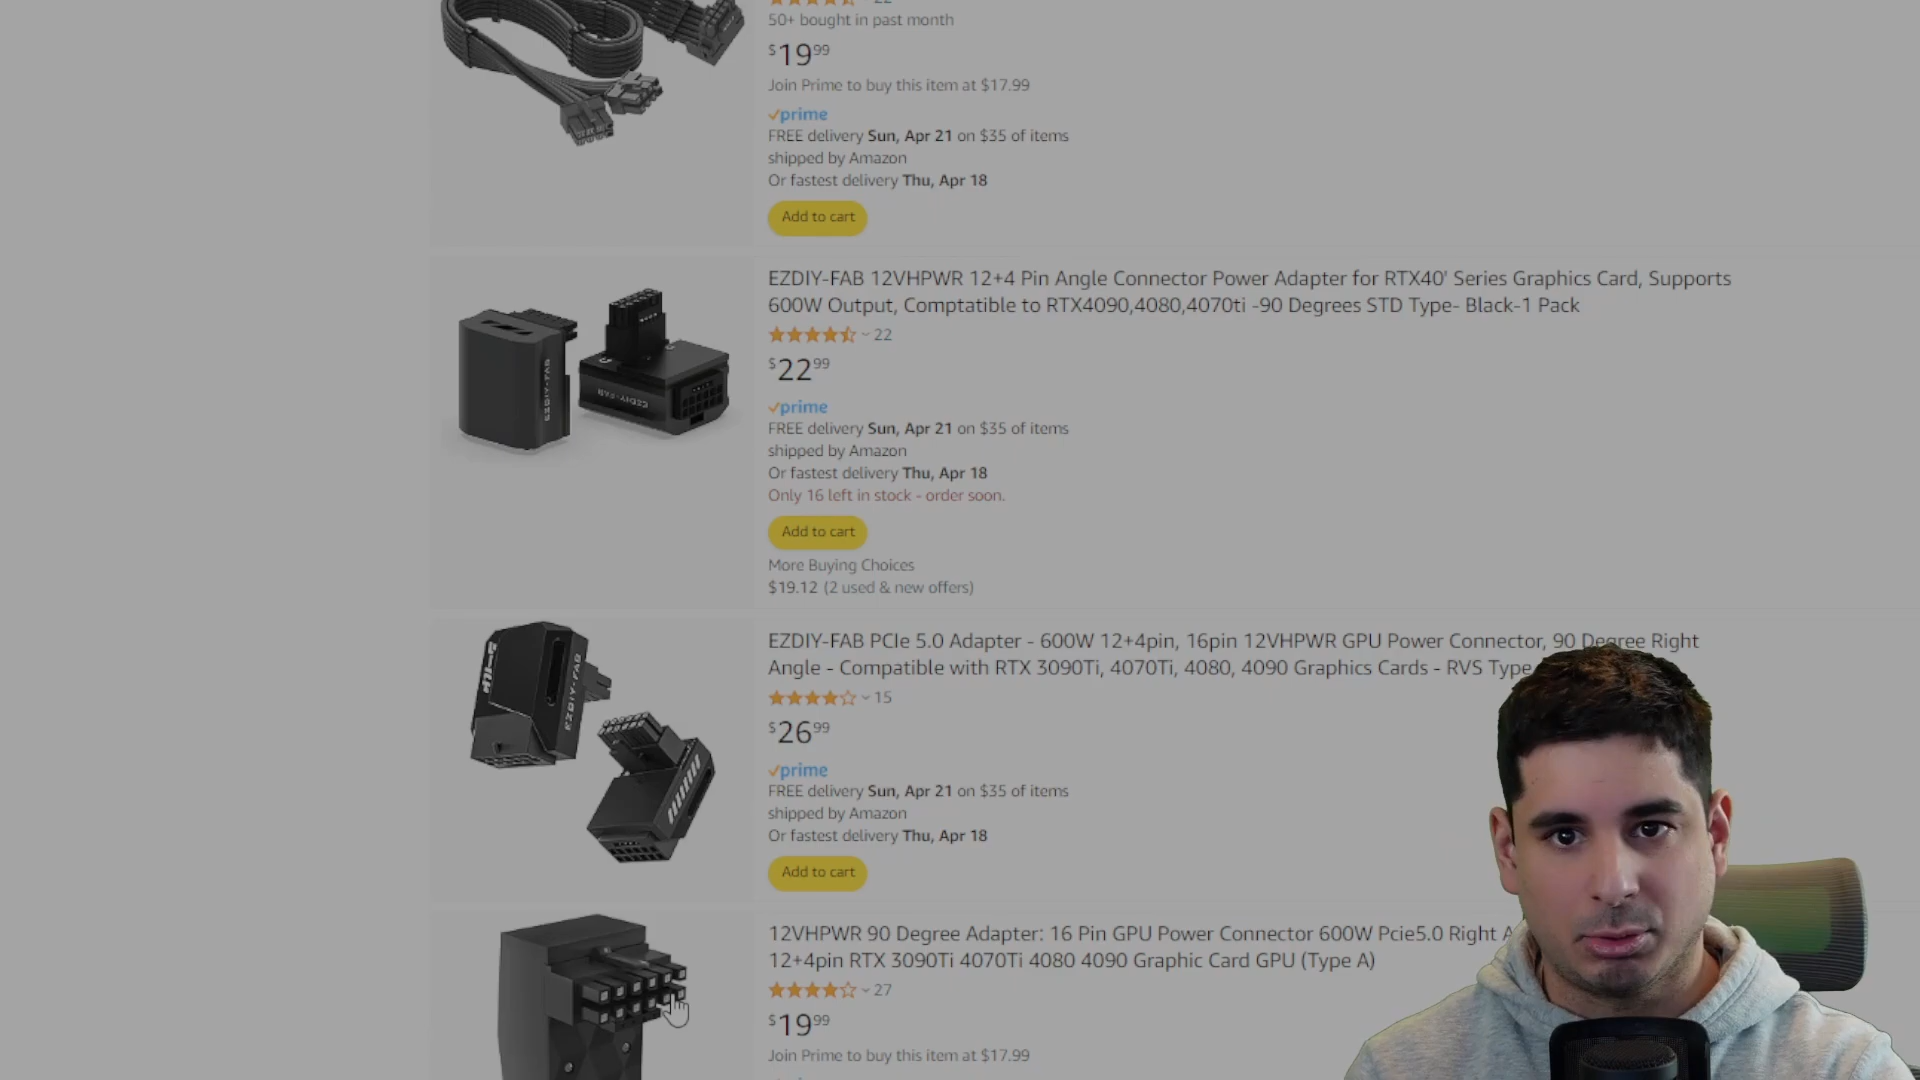 50+ bought in past month
$19.99
Join Prime to buy this item at $17.99
prime
FREE delivery Sun, Apr 21 on $35 of items
shipped by Amazon
Or fastest delivery Thu, Apr 18
Add to cart
EZDIY-FAB 12VHPWR 12+4 Pin Angle Connector Power Adapter for RTX40' Series Graphics Card, Supports
600W Output, Comptatible to RTX4090,4080,4070ti -90 Degrees STD Type- Black-1 Pack
22
$22.99
prime
FREE delivery Sun, Apr 21 on $35 of items
shipped by Amazon
Or fastest delivery Thu, Apr 18
Only 16 left in stock - order soon.
Add to cart
More Buying Choices
$19.12 (2 used & new offers)
EZDIY-FAB
EZDIY-FAB
EZDIY-FAB PCIe 5.0 Adapter - 600W 12+4pin, 16pin 12VHPWR GPU Power Connector, 90 Degree Right
Angle - Compatible with RTX 3090Ti, 4070Ti, 4080, 4090 Graphics Cards - RVS Type
15
$26.99
prime
FREE delivery Sun, Apr 21 on $35 of items
shipped by Amazon
Or fastest delivery Thu, Apr 18
Add to cart
EZDIY-FAB
12VHPWR 90 Degree Adapter: 16 Pin GPU Power Connector 600W Pcie5.0 Right
12+4pin RTX 3090Ti 4070Ti 4080 4090 Graphic Card GPU (Type A)
27
$19.99
Join Prime to buy this item at $17.99